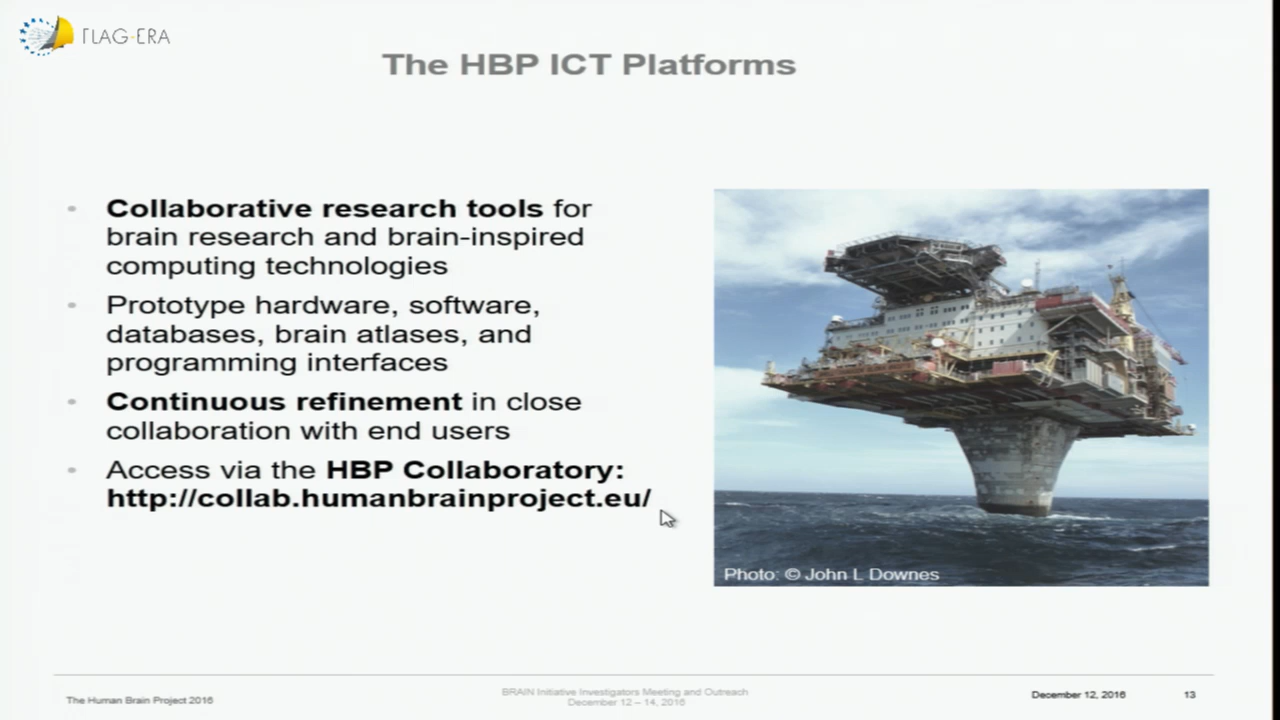 FLAG-ERA
The HBP ICT Platforms
• Collaborative research tools for
brain research and brain-inspired
computing technologies
• Prototype hardware, software,
databases, brain atlases, and
programming interfaces
• Continuous refinement in close
collaboration with end users
• Access via the HBP Collaboratory:
http://collab.humanbrainproject.eu/
Photo: © John L Downes
The Human Brain Project 2016
BRAIN Initiative Investigators Meeting and Outreach
December 12 – 14, 2016
December 12, 2016
13